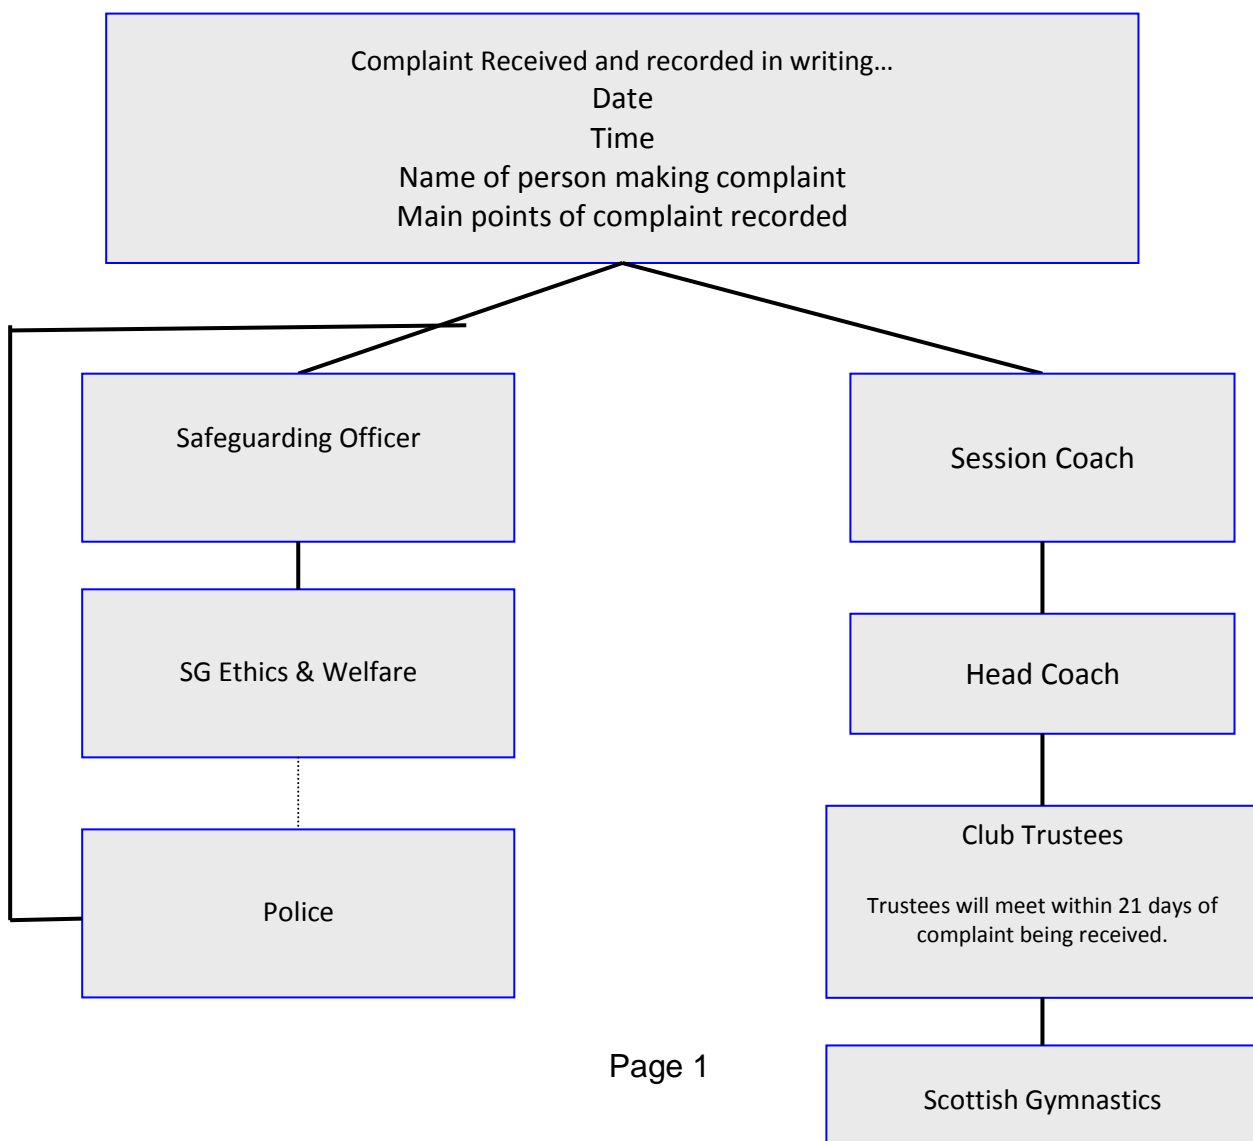 Complaint Received and recorded in writing…
Date
Time
Name of person making complaint
Main points of complaint recorded
Safeguarding Officer
Session Coach
SG Ethics & Welfare
Head Coach
Club Trustees
Trustees will meet within 21 days of
complaint being received.
Police
Scottish Gymnastics
Page 1